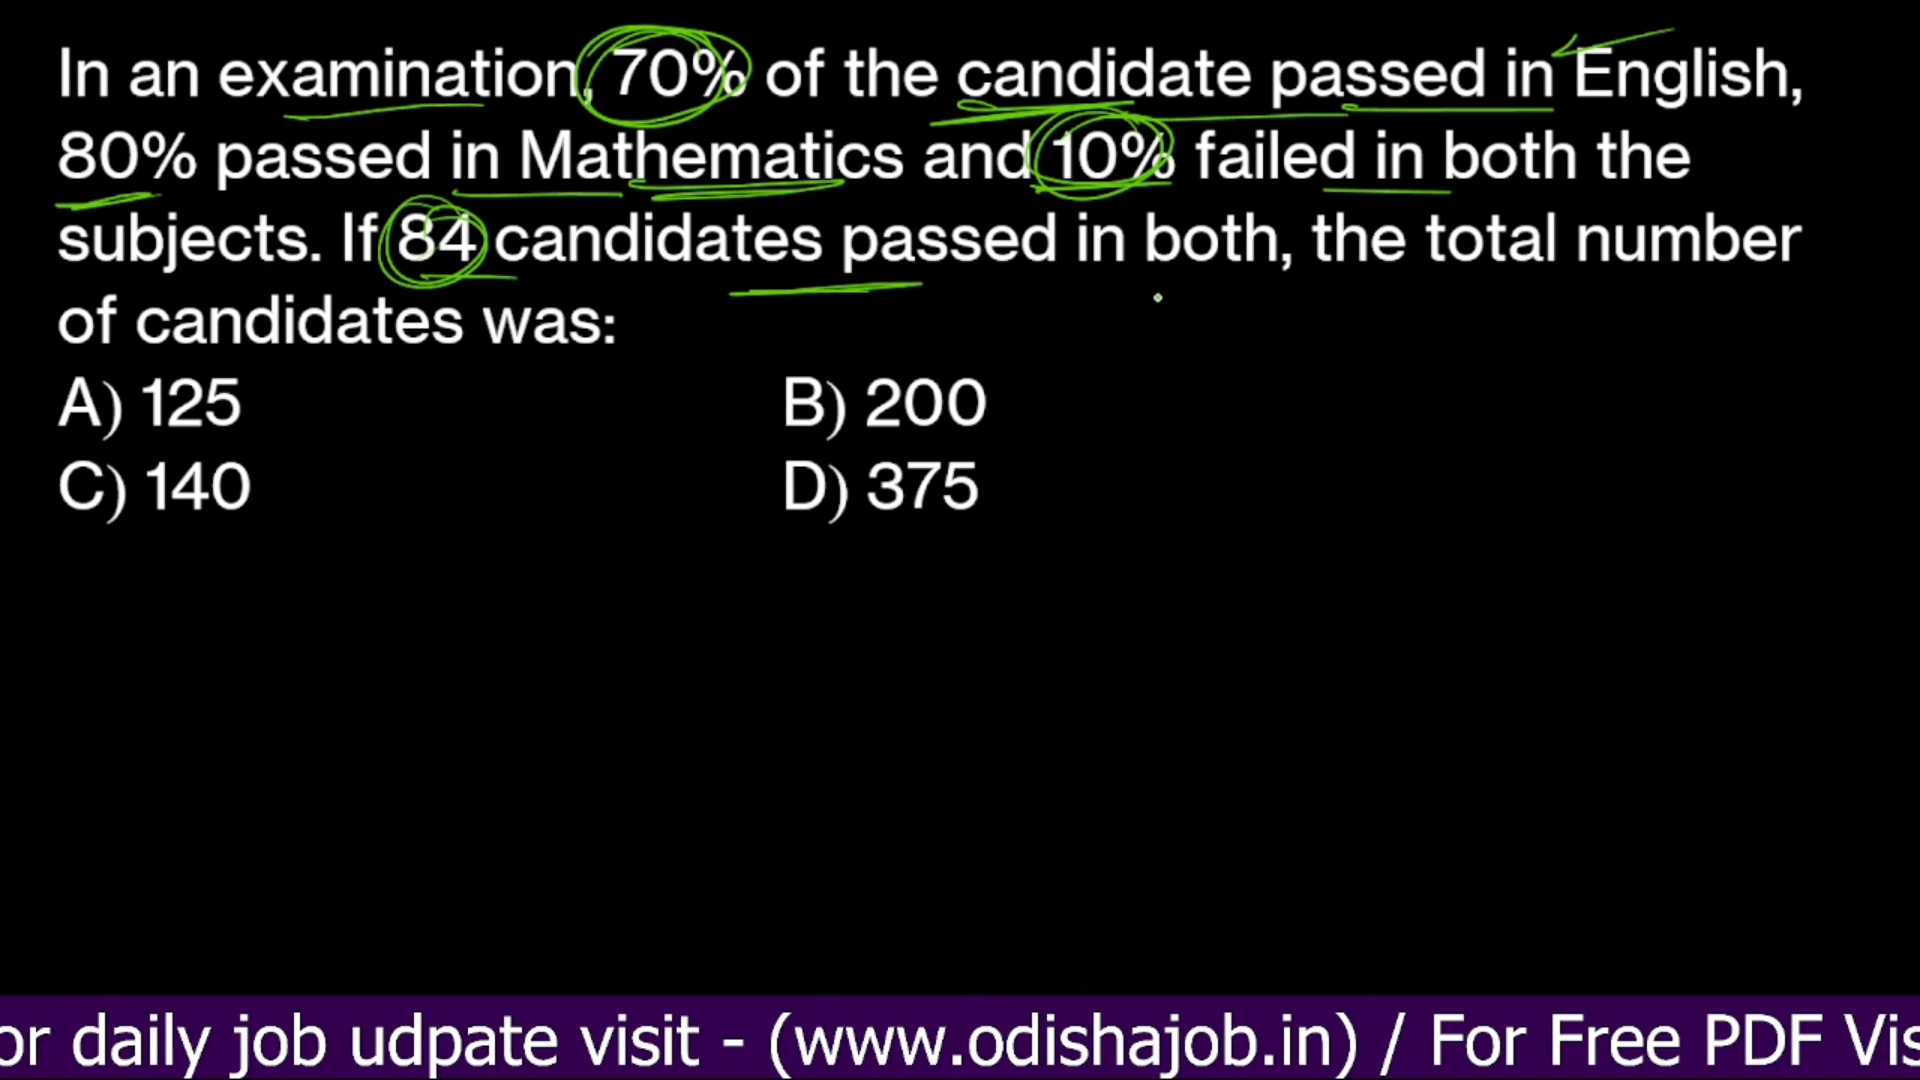 In an examination, 70% of the candidate passed in English,
80% passed in Mathematics and 10% failed in both the
subjects. If 84 candidates passed in both, the total number
of candidates was:
A) 125 B) 200
C) 140 D) 375
or daily job udpate visit - (www.odishajob.in) / For Free PDF Vis